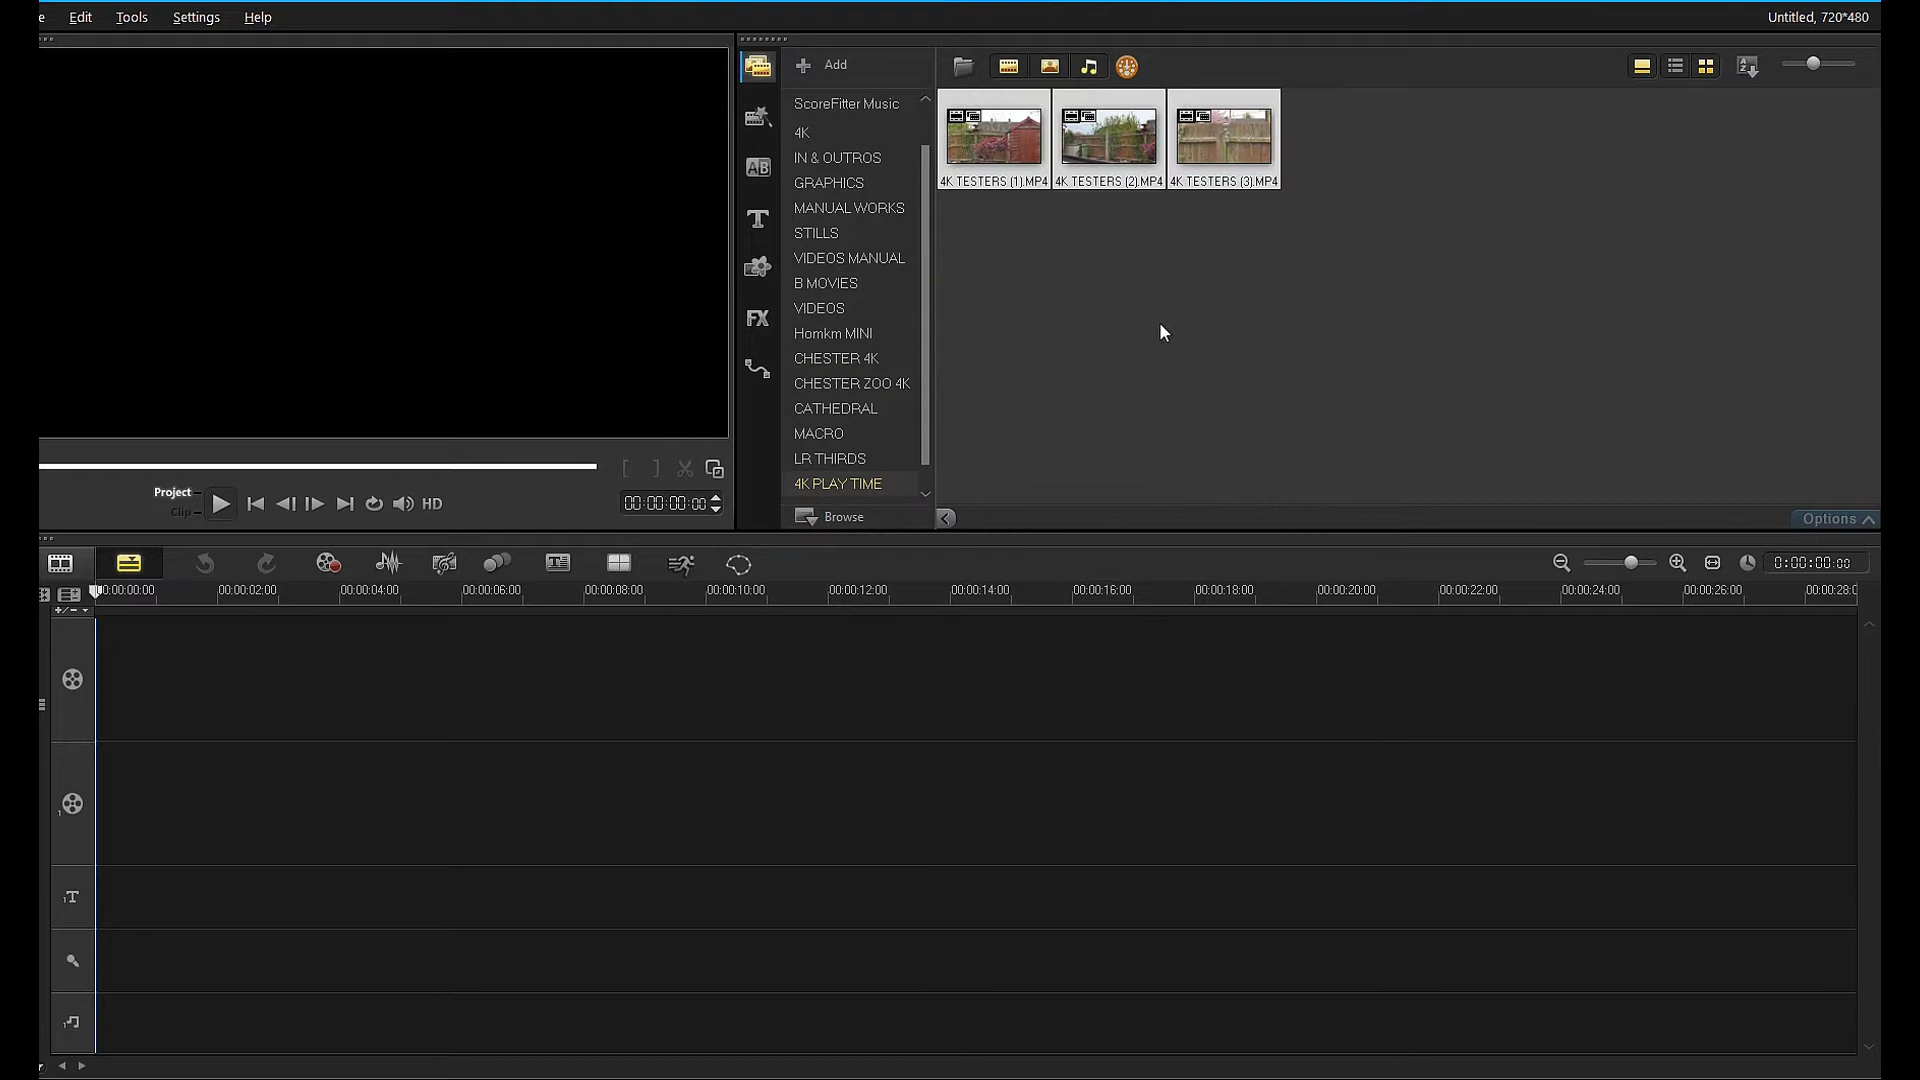 e Edit Tools Settings Help
Untitled, 720*480
Add
ScoreFitter Music
4K
IN & OUTROS
GRAPHICS
MANUAL WORKS
STILLS
VIDEOS MANUAL
B MOVIES
VIDEOS
Homkm MINI
CHESTER 4K
CHESTER ZOO 4K
CATHEDRAL
MACRO
LR THIRDS
4K PLAY TIME
Browse
AB
T
FX
4K TESTERS (1).MP4 4K TESTERS (2).MP4 4K TESTERS (3).MP4
Options
Project
Clip
HD
00:00:00:00
0:00:00:00
00:00:00:00 00:00:02:00 00:00:04:00 00:00:06:00 00:00:08:00 00:00:10:00 00:00:12:00 00:00:14:00 00:00:16:00 00:00:18:00 00:00:20:00 00:00:22:00 00:00:24:00 00:00:26:00 00:00:28:0
1
1T
1